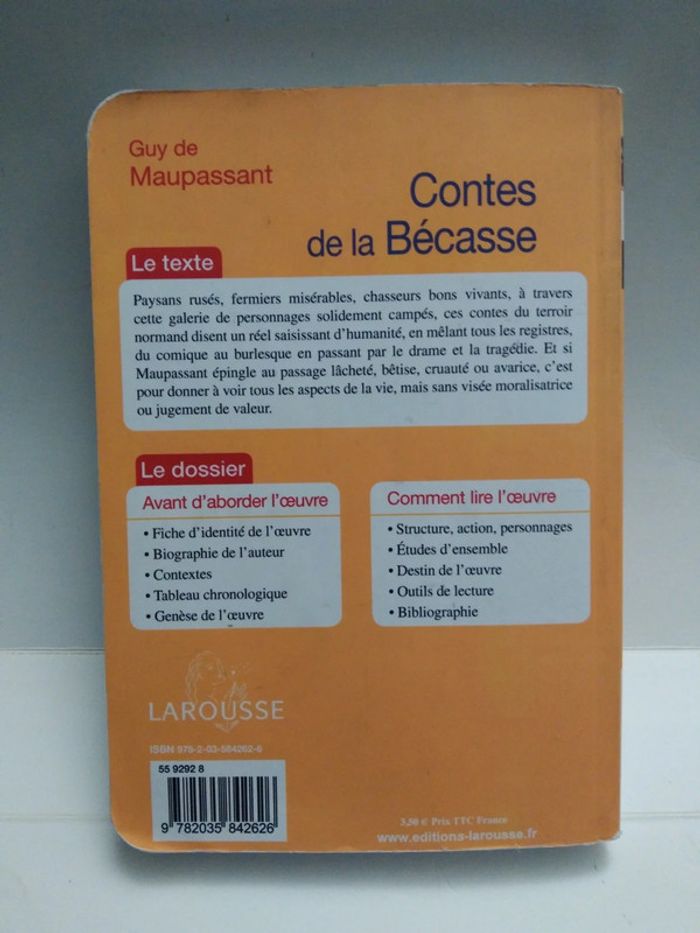 Guy de
Maupassant
Contes
de la Bécasse
Le texte
Paysans rusés, fermiers misérables, chasseurs bons vivants, à travers
cette galerie de personnages solidement campés, ces contes du terroir
normand disent un réel saisissant d’humanité, en mêlant tous les registres,
du comique au burlesque en passant par le drame et la tragédie. Et si
Maupassant épingle au passage lâcheté, bêtise, cruauté ou avarice, c’est
pour donner à voir tous les aspects de la vie, mais sans visée moralisatrice
ou jugement de valeur.
Le dossier
Avant d’aborder l’œuvre
• Fiche d’identité de l’œuvre
• Biographie de l’auteur
• Contextes
• Tableau chronologique
• Genèse de l’œuvre
Comment lire l’œuvre
• Structure, action, personnages
• Études d’ensemble
• Destin de l’œuvre
• Outils de lecture
• Bibliographie
LAROUSSE
ISBN 978-2-03-584262-6
55 9292 8
9 782035 842626
3,50 € Prix TTC France
www.editions-larousse.fr